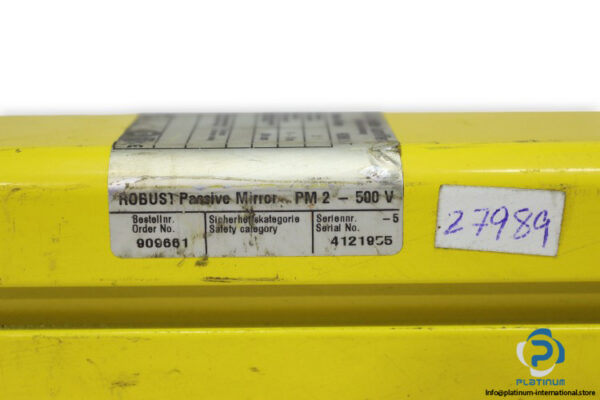 ROBUST Passive Mirror PM 2 - 500 V
Bestellnr. Sicherheitskategorie Seriennr. -5
Order No. Safety category Serial No.
909661 4121955
27989
PLATINUM
info@platinum-international.store